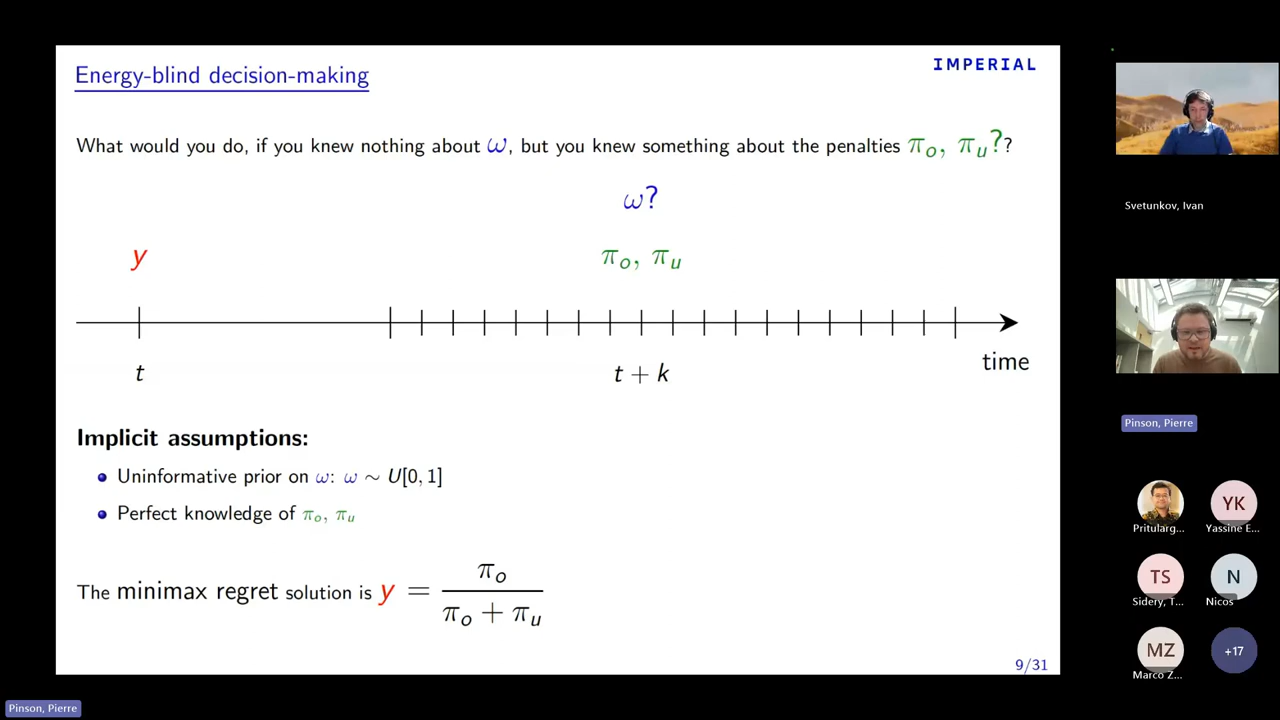 Energy-blind decision-making
IMPERIAL
What would you do, if you knew nothing about ω, but you knew something about the penalties π_o, π_u??
ω?
y
π_o, π_u
t
t + k
time
Implicit assumptions:
Uninformative prior on ω: ω ∼ U[0, 1]
Perfect knowledge of π_o, π_u
The minimax regret solution is y = π_o / (π_o + π_u)
9/31
Svetunkov, Ivan
Pinson, Pierre
Pritularg...
YK
Yassine E...
TS
Sidery, T...
N
Nicos
MZ
Marco Z...
+17
Pinson, Pierre